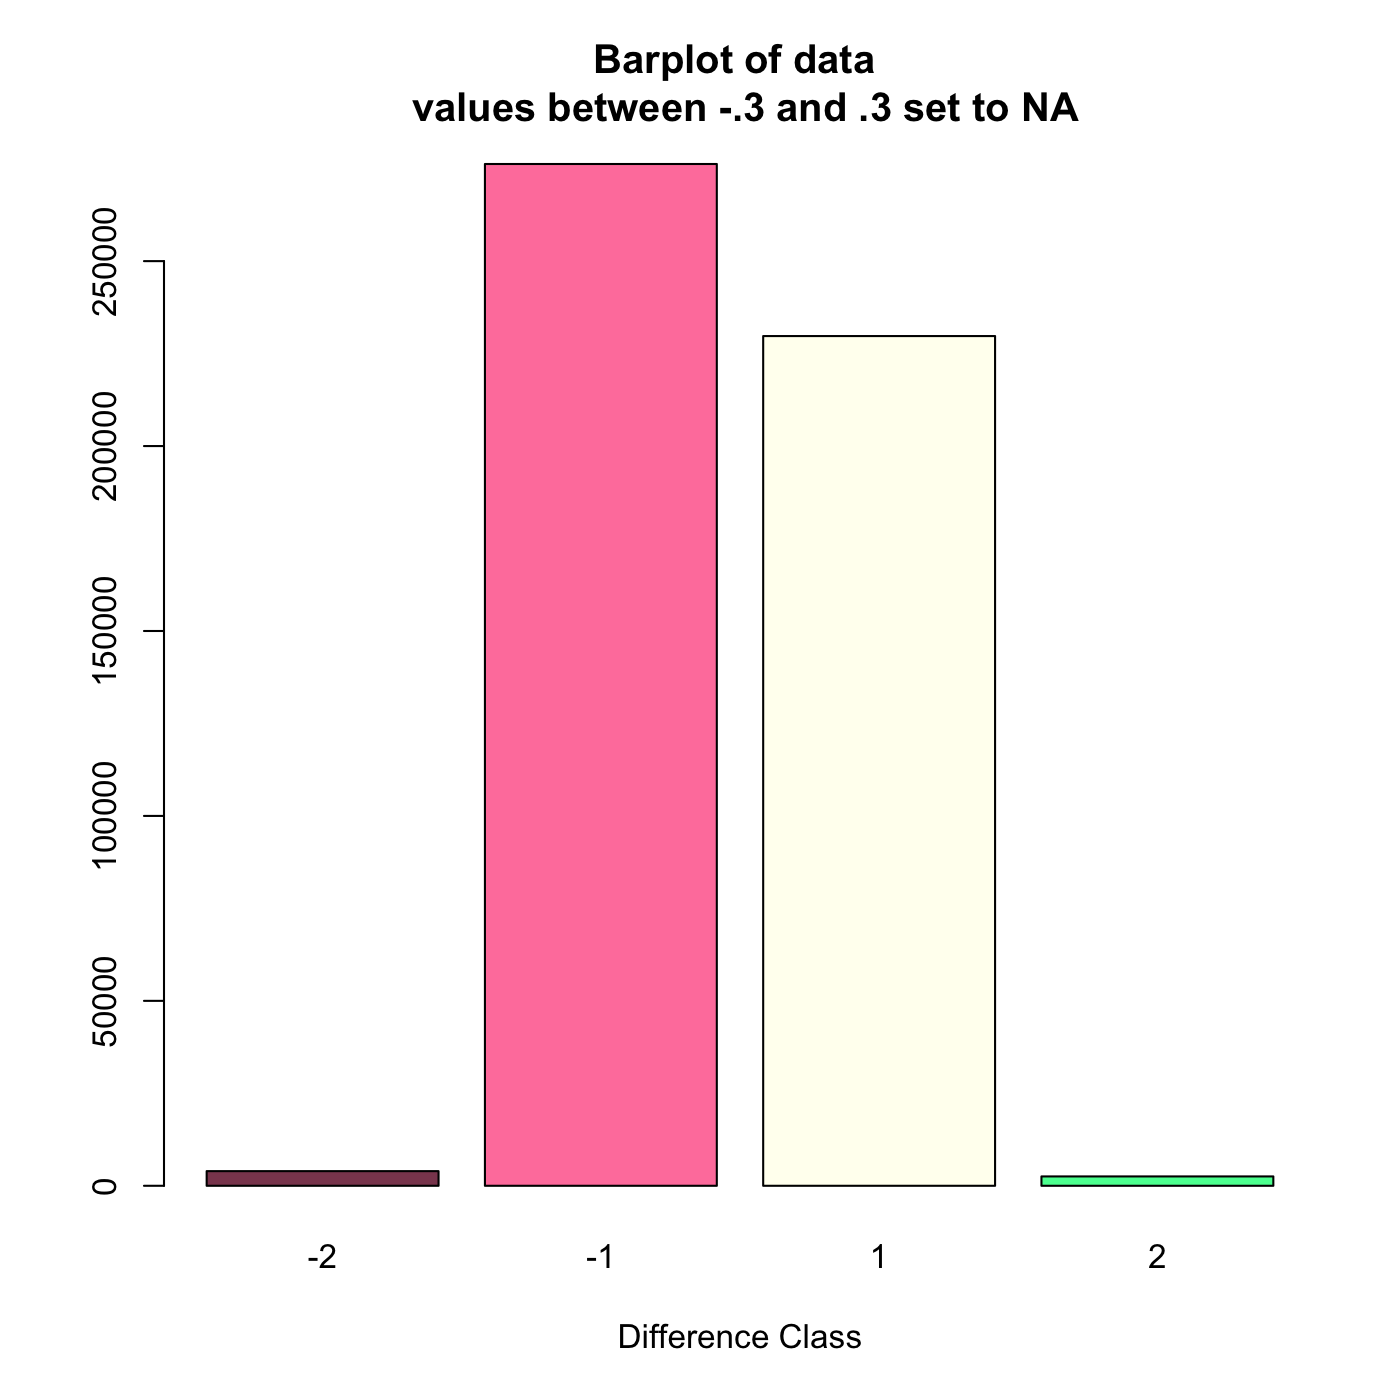 Barplot of data
values between -.3 and .3 set to NA
250000
200000
150000
100000
50000
0
-2 -1 1 2
Difference Class